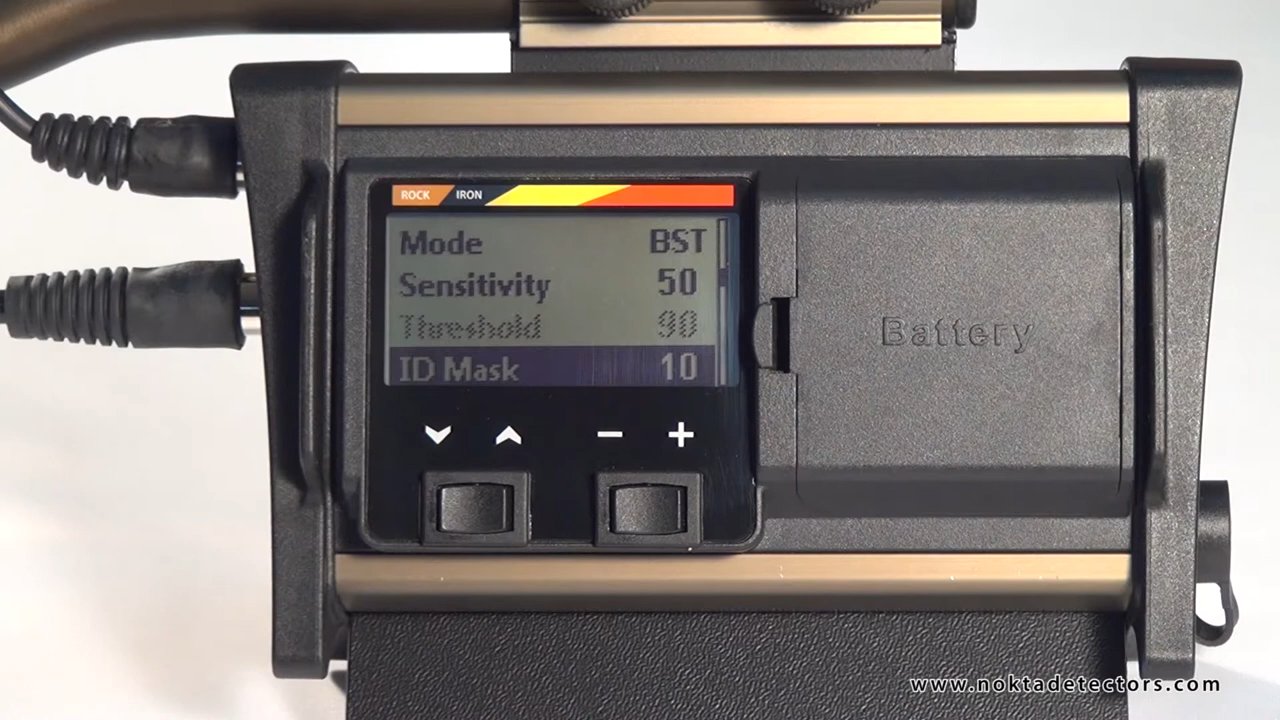 ROCK IRON
Mode BST
Sensitivity 50
Threshold 90
ID Mask 10
Battery
www.noktadetectors.com